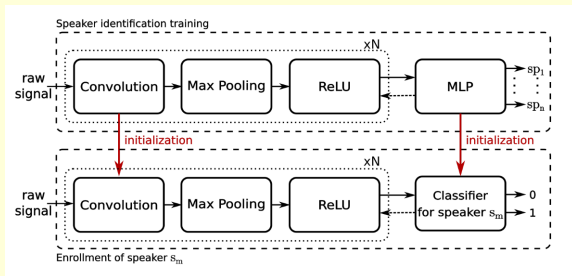 Speaker identification training
xN
raw signal
Convolution
Max Pooling
ReLU
MLP
sp1
spn
initialization
initialization
xN
raw signal
Convolution
Max Pooling
ReLU
Classifier
for speaker sm
0
1
Enrollment of speaker sm